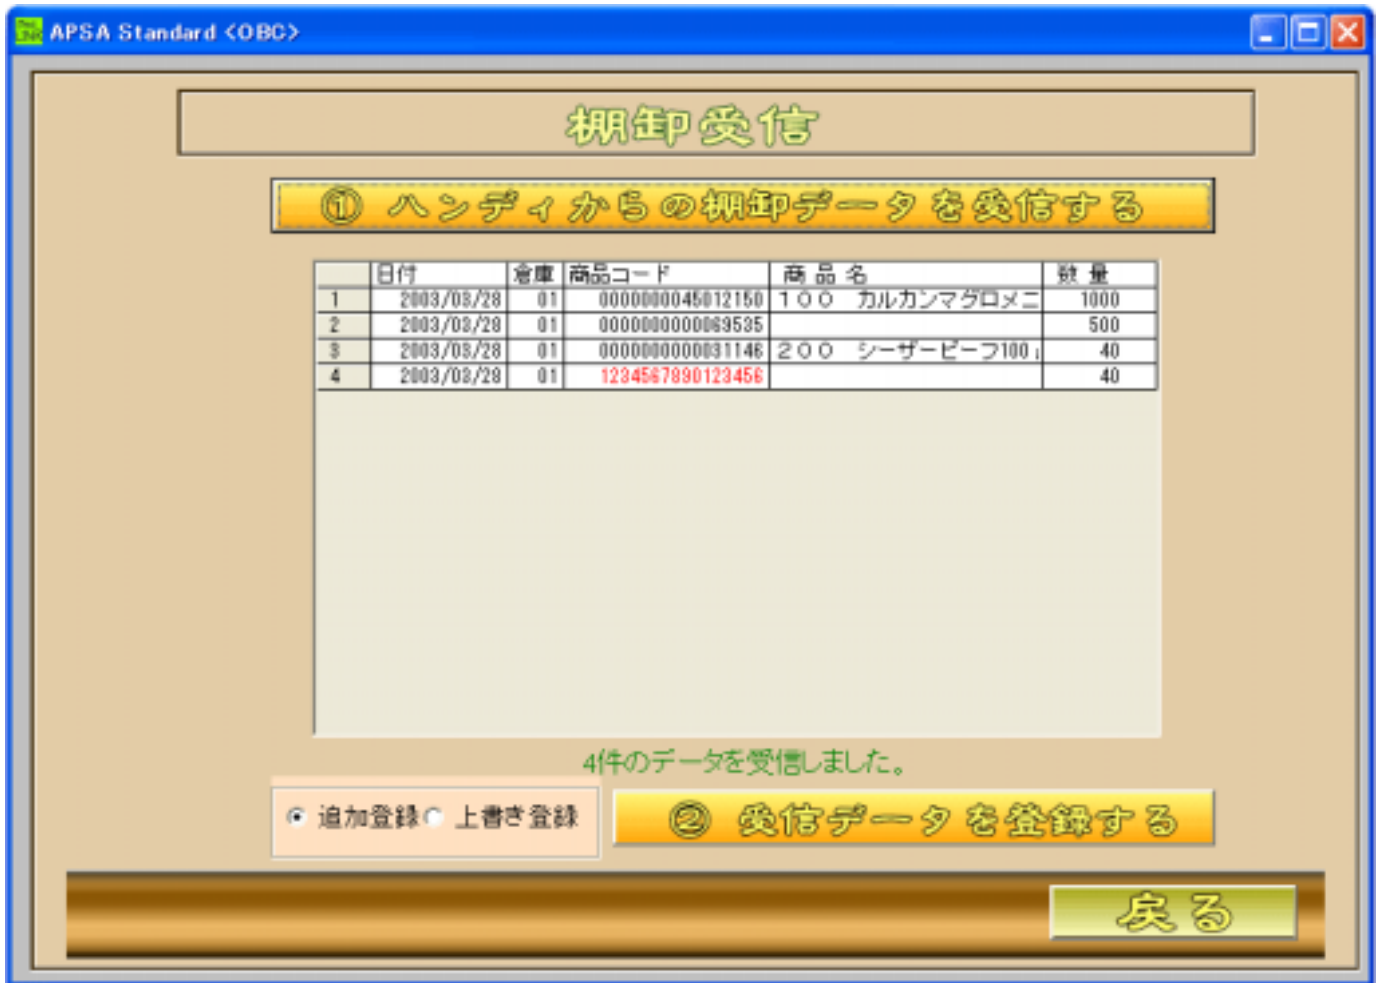 APSA Standard <OBC>
棚卸受信
① ハンディからの棚卸データを受信する
日付 倉庫 商品コード 商 品 名 数 量
1 2003/03/28 01 0000000045012150 100 カルカンマグロメニ 1000
2 2003/03/28 01 0000000000069535 500
3 2003/03/28 01 0000000000031146 200 シーザービーフ100 40
4 2003/03/28 01 1234567890123456 40
4件のデータを受信しました。
追加登録 上書き登録 ② 受信データを登録する
戻る